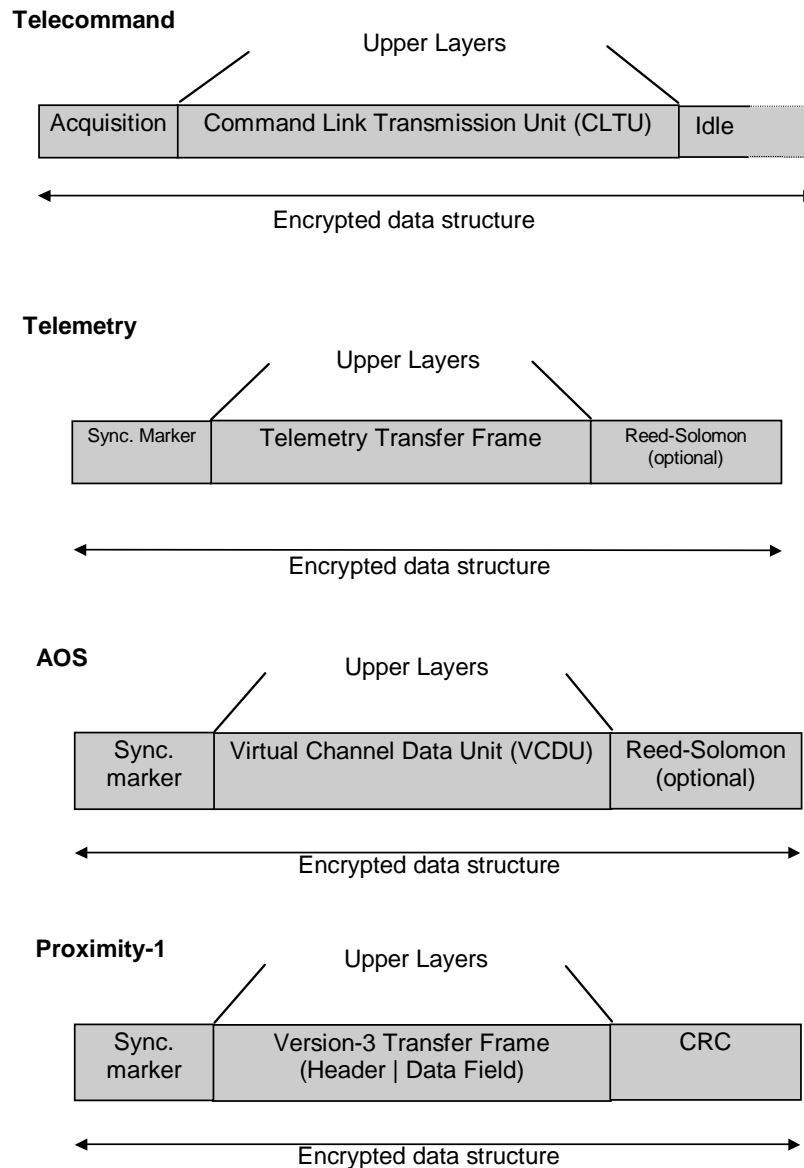 Telecommand
Upper Layers
Acquisition
Command Link Transmission Unit (CLTU)
Idle
Encrypted data structure
Telemetry
Upper Layers
Sync. Marker
Telemetry Transfer Frame
Reed-Solomon
(optional)
Encrypted data structure
AOS
Upper Layers
Sync.
marker
Virtual Channel Data Unit (VCDU)
Reed-Solomon
(optional)
Encrypted data structure
Proximity-1
Upper Layers
Sync.
marker
Version-3 Transfer Frame
(Header | Data Field)
CRC
Encrypted data structure